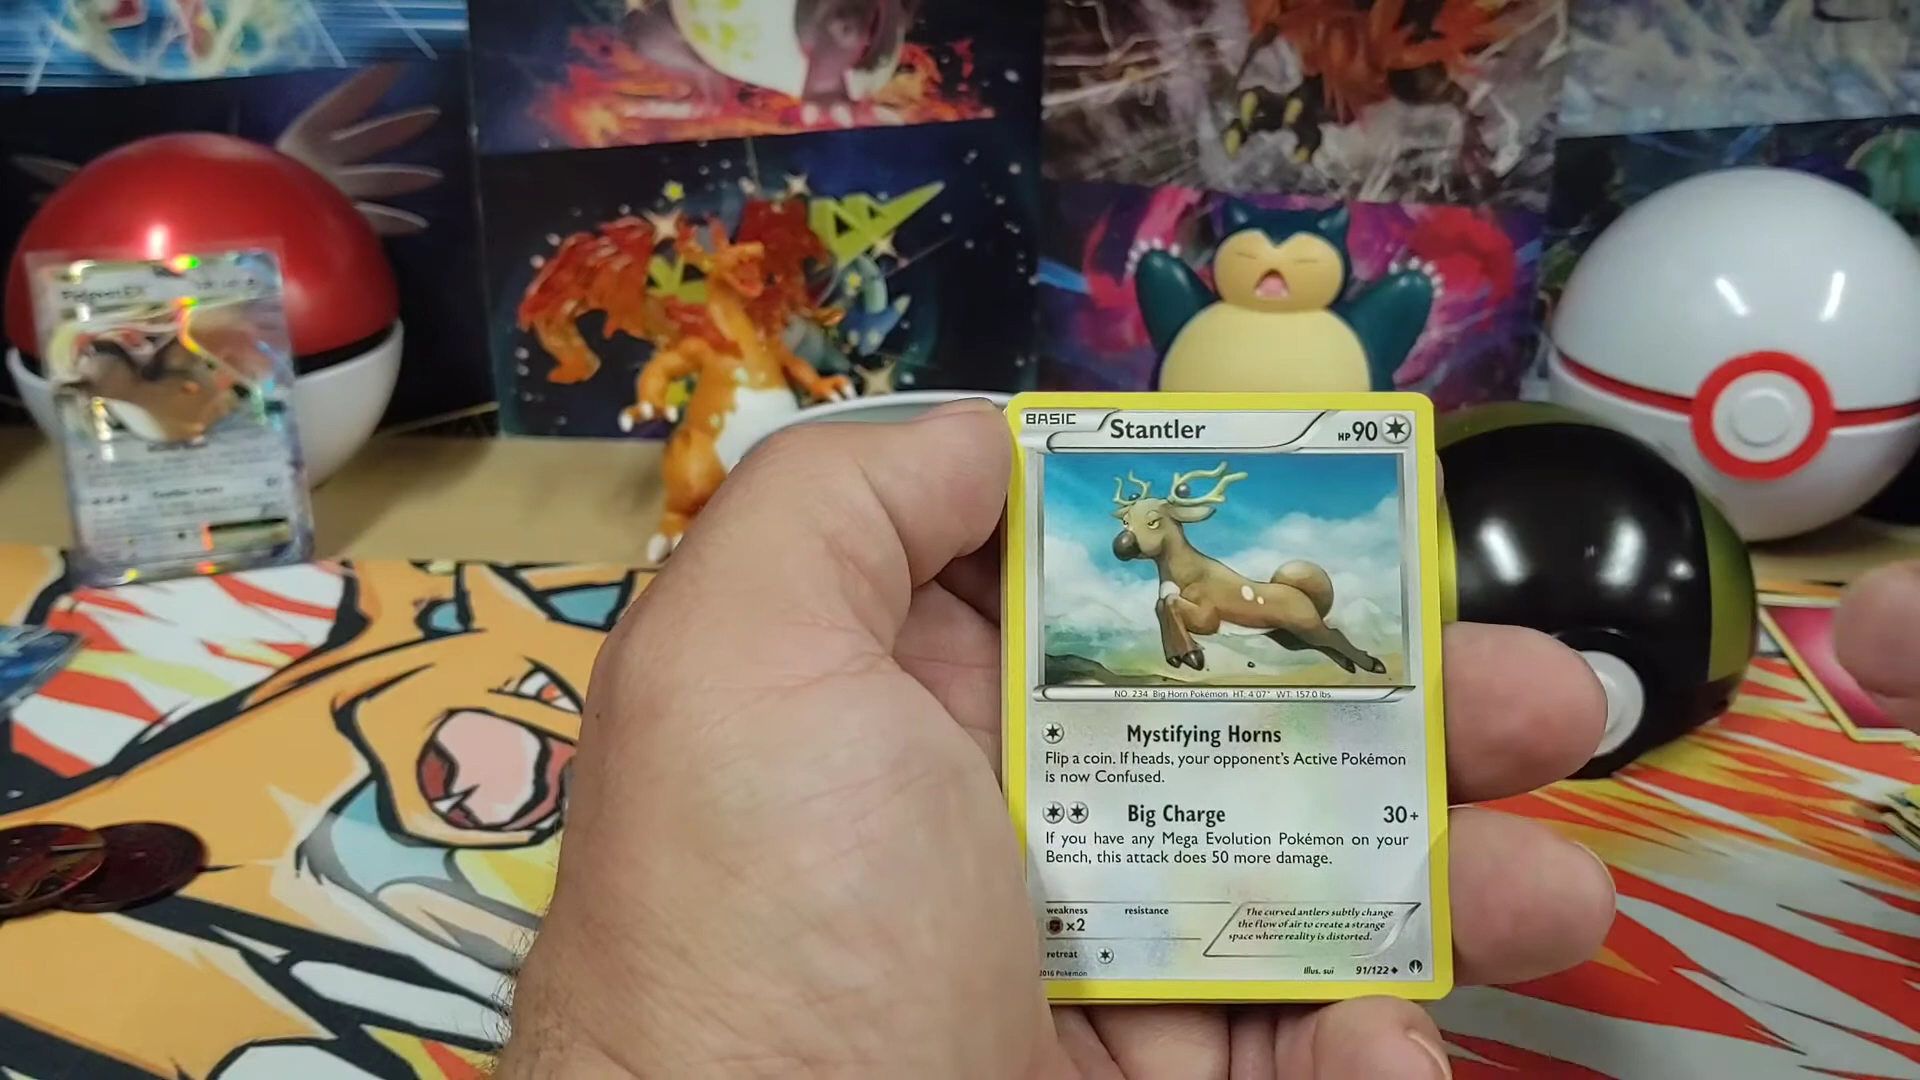 BASIC
Stantler
HP90
NO. 234 Big Horn Pokémon HT: 4'07" WT: 157.0 lbs
Mystifying Horns
Flip a coin. If heads, your opponent's Active Pokémon
is now Confused.
Big Charge 30+
If you have any Mega Evolution Pokémon on your
Bench, this attack does 50 more damage.
weakness resistance
×2
The curved antlers subtly change
the flow of air to create a strange
space where reality is distorted.
retreat
2016 Pokémon
Illus. sui 91/122